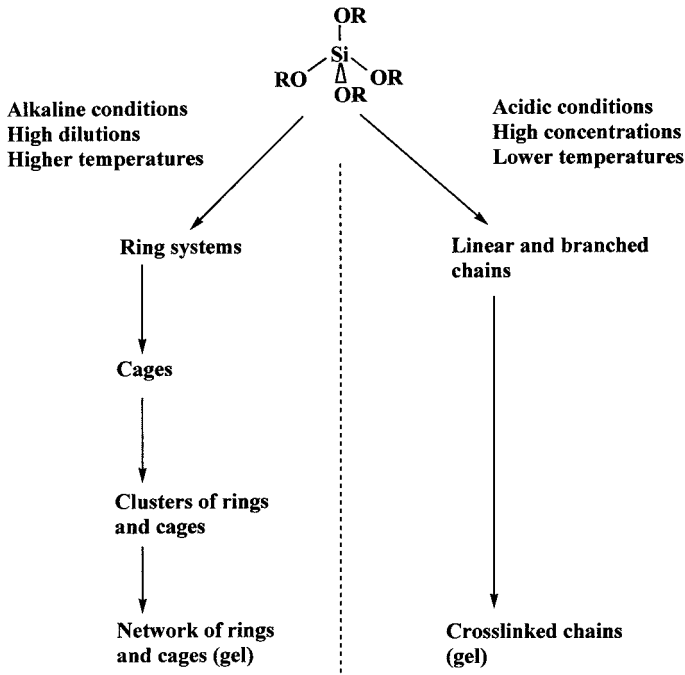 OR
Si
RO
OR
OR
Alkaline conditions
High dilutions
Higher temperatures
Acidic conditions
High concentrations
Lower temperatures
Ring systems
Linear and branched
chains
Cages
Clusters of rings
and cages
Network of rings
and cages (gel)
Crosslinked chains
(gel)